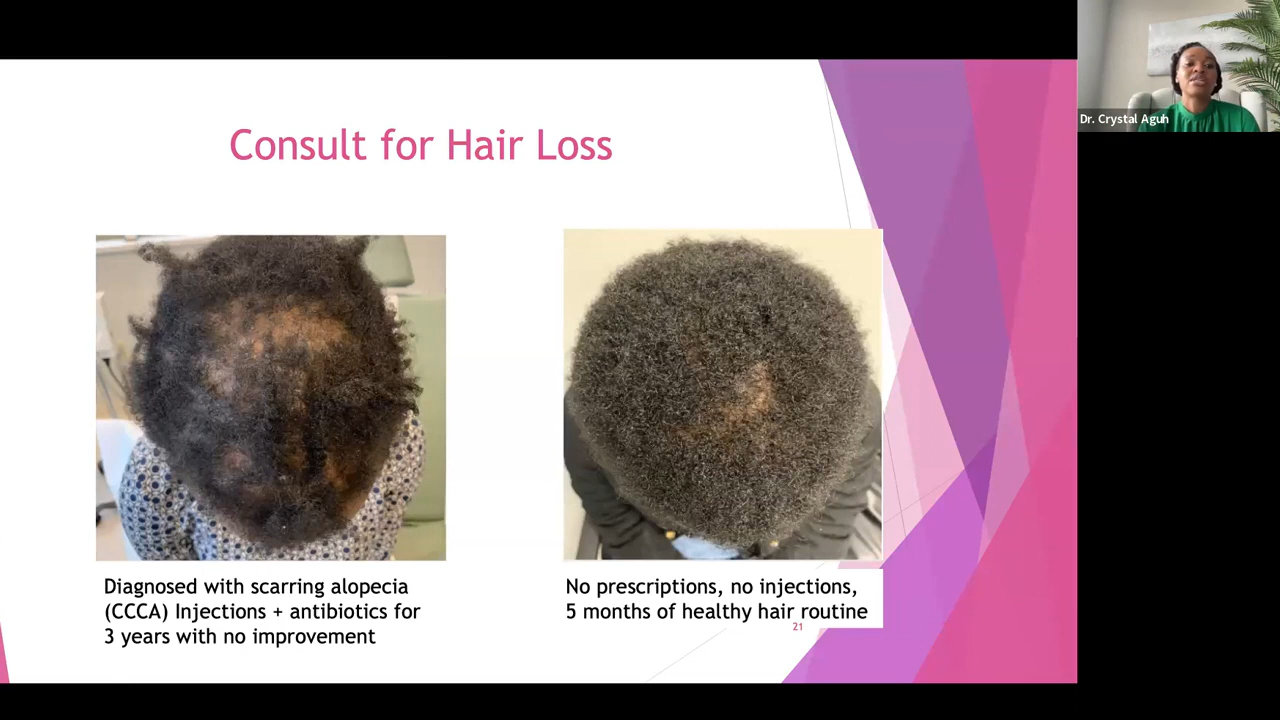 Consult for Hair Loss
Diagnosed with scarring alopecia
(CCCA) Injections + antibiotics for
3 years with no improvement
No prescriptions, no injections,
5 months of healthy hair routine
21
Dr. Crystal Aguh